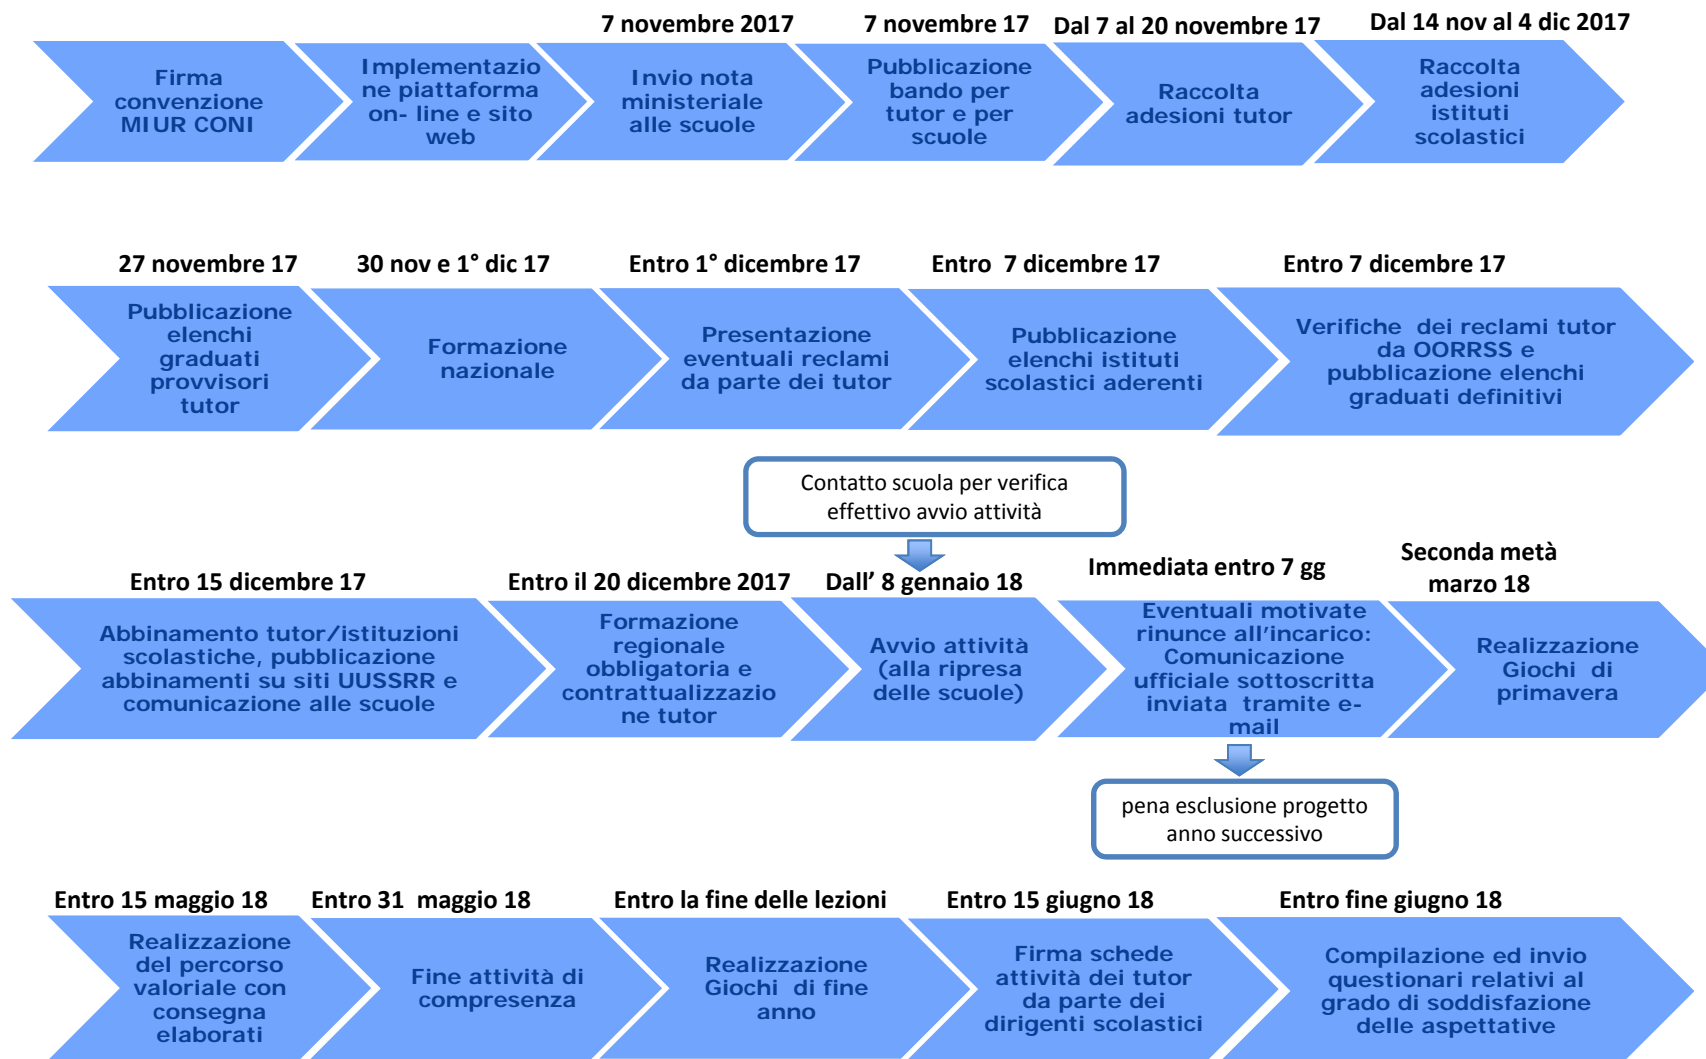 7 novembre 2017
7 novembre 17
Dal 7 al 20 novembre 17
Dal 14 nov al 4 dic 2017
Firma
convenzione
MIUR CONI
Implementazio
ne piattaforma
on- line e sito
web
Invio nota
ministeriale
alle scuole
Pubblicazione
bando per
tutor e per
scuole
Raccolta
adesioni tutor
Raccolta
adesioni
istituti
scolastici
27 novembre 17
30 nov e 1° dic 17
Entro 1° dicembre 17
Entro 7 dicembre 17
Entro 7 dicembre 17
Pubblicazione
elenchi
graduati
provvisori
tutor
Formazione
nazionale
Presentazione
eventuali reclami
da parte dei tutor
Pubblicazione
elenchi istituti
scolastici aderenti
Verifiche dei reclami tutor
da OORRSS e
pubblicazione elenchi
graduati definitivi
Contatto scuola per verifica
effettivo avvio attività
Entro 15 dicembre 17
Entro il 20 dicembre 2017
Dall' 8 gennaio 18
Immediata entro 7 gg
Seconda metà
marzo 18
Abbinamento tutor/istituzioni
scolastiche, pubblicazione
abbinamenti su siti UUSSRR e
comunicazione alle scuole
Formazione
regionale
obbligatoria e
contrattualizzazio
ne tutor
Avvio attività
(alla ripresa
delle scuole)
Eventuali motivate
rinunce all'incarico:
Comunicazione
ufficiale sottoscritta
inviata tramite e-
mail
Realizzazione
Giochi di
primavera
pena esclusione progetto
anno successivo
Entro 15 maggio 18
Entro 31 maggio 18
Entro la fine delle lezioni
Entro 15 giugno 18
Entro fine giugno 18
Realizzazione
del percorso
valoriale con
consegna
elaborati
Fine attività di
compresenza
Realizzazione
Giochi di fine
anno
Firma schede
attività dei tutor
da parte dei
dirigenti scolastici
Compilazione ed invio
questionari relativi al
grado di soddisfazione
delle aspettative